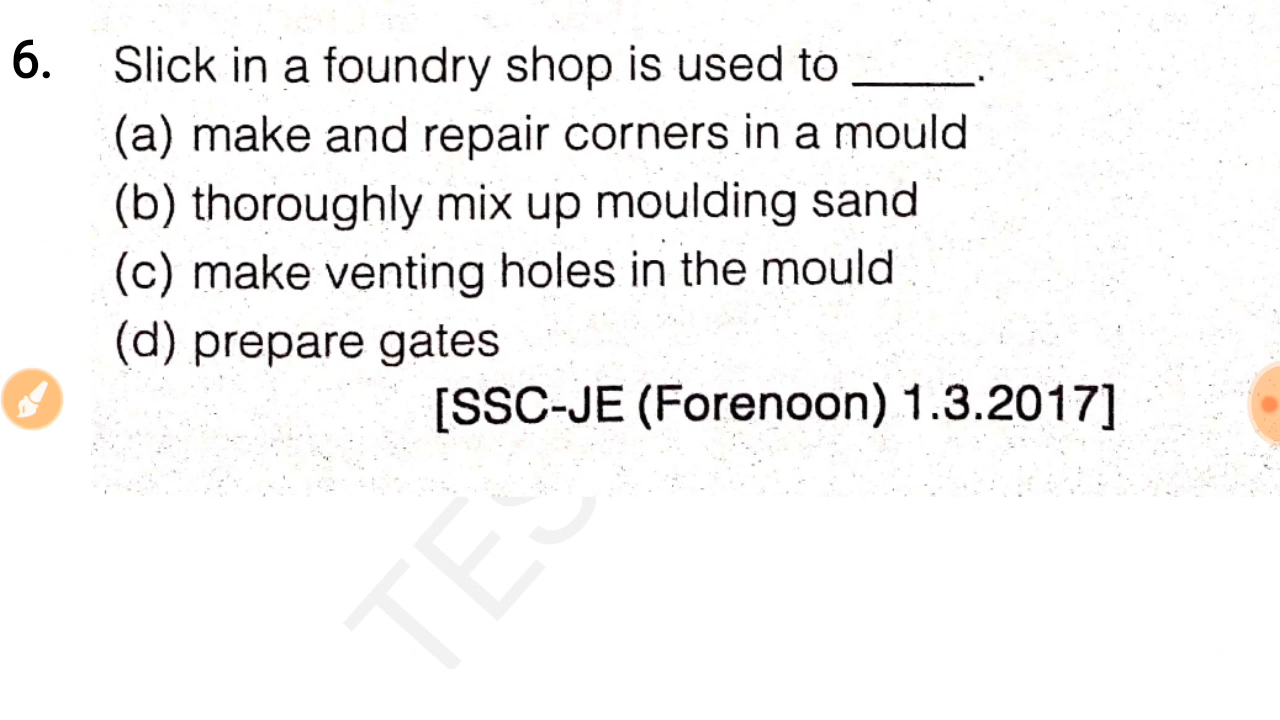 6. Slick in a foundry shop is used to _____.
(a) make and repair corners in a mould
(b) thoroughly mix up moulding sand
(c) make venting holes in the mould
(d) prepare gates
[SSC-JE (Forenoon) 1.3.2017]
TES